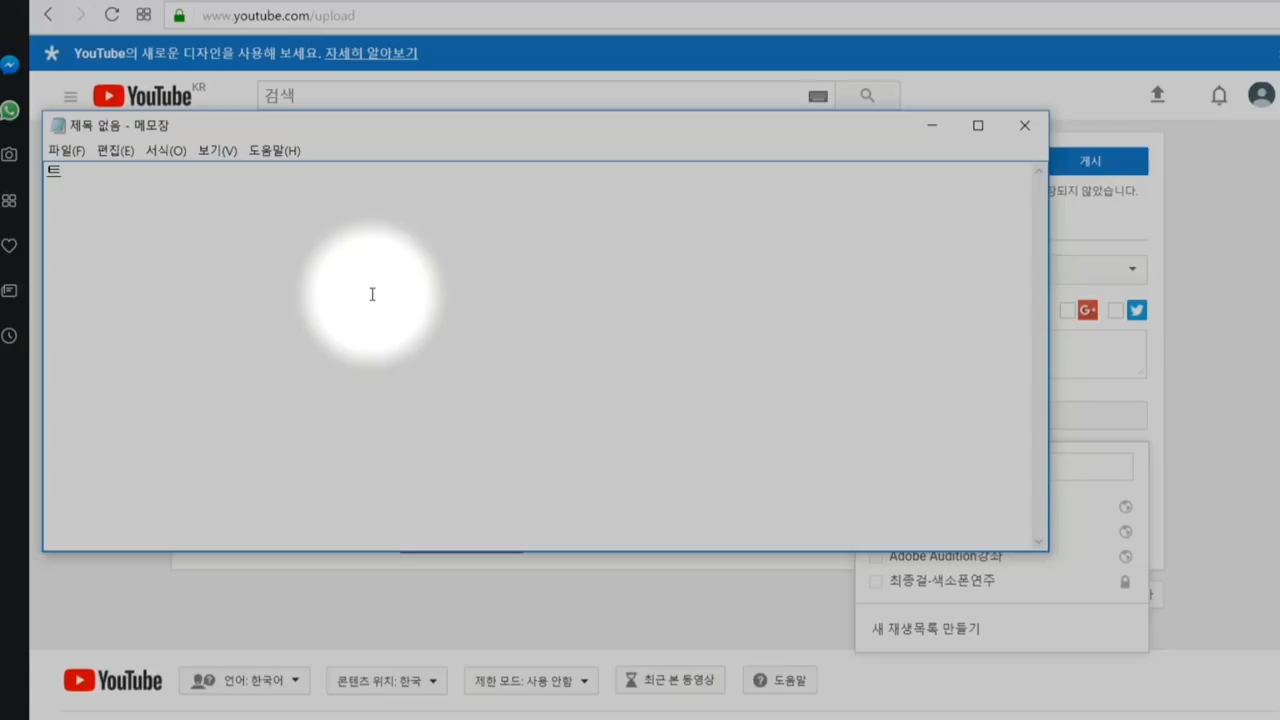 www.youtube.com/upload
YouTube의 새로운 디자인을 사용해 보세요. 자세히 알아보기
YouTube KR
검색
제목 없음 - 메모장
파일(F) 편집(E) 서식(O) 보기(V) 도움말(H)
트
게시
되지 않았습니다.
G+
Adobe Audition강좌
최종걸-색소폰연주
새 재생목록 만들기
YouTube
언어: 한국어
콘텐츠 위치: 한국
제한 모드: 사용 안함
최근 본 동영상
도움말